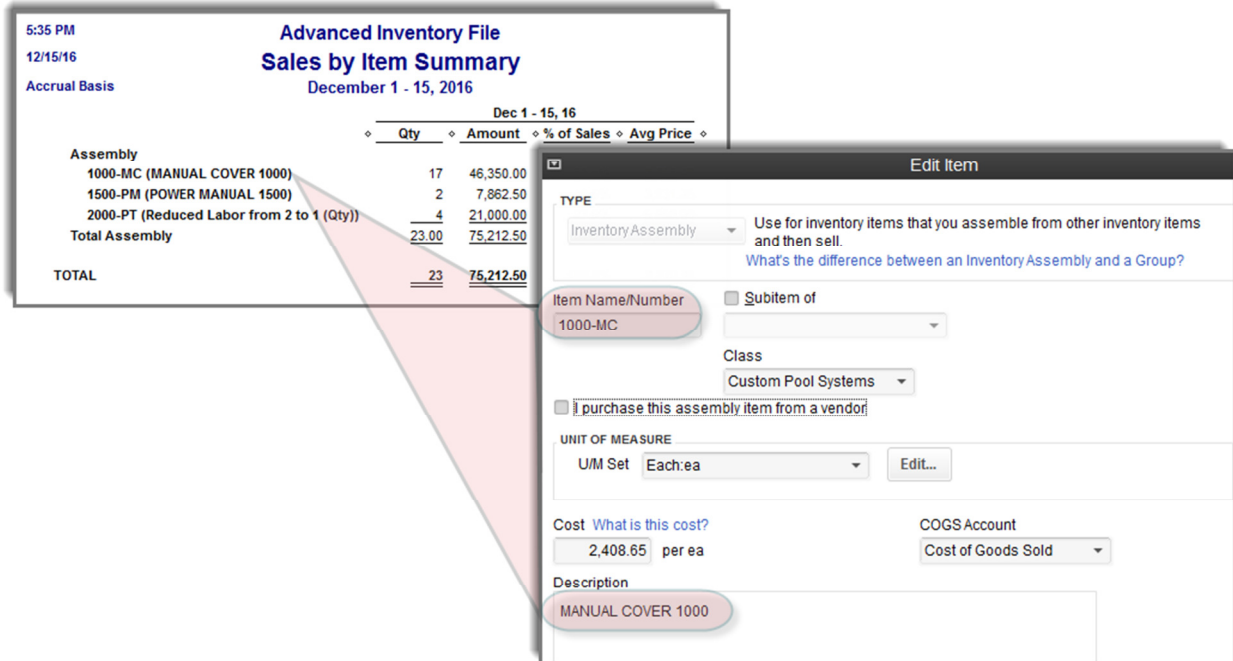 5:35 PM
Advanced Inventory File
12/15/16
Sales by Item Summary
Accrual Basis
December 1 - 15, 2016
Dec 1 - 15, 16
Qty Amount % of Sales Avg Price
Assembly
1000-MC (MANUAL COVER 1000) 17 46,350.00
1500-PM (POWER MANUAL 1500) 2 7,862.50
2000-PT (Reduced Labor from 2 to 1 (Qty)) 4 21,000.00
Total Assembly 23.00 75,212.50
TOTAL 23 75,212.50
Edit Item
TYPE
Inventory Assembly
Use for inventory items that you assemble from other inventory items
and then sell.
What's the difference between an Inventory Assembly and a Group?
Item Name/Number
Subitem of
1000-MC
Class
Custom Pool Systems
I purchase this assembly item from a vendor
UNIT OF MEASURE
U/M Set Each:ea Edit...
Cost What is this cost? COGS Account
2,408.65 per ea Cost of Goods Sold
Description
MANUAL COVER 1000